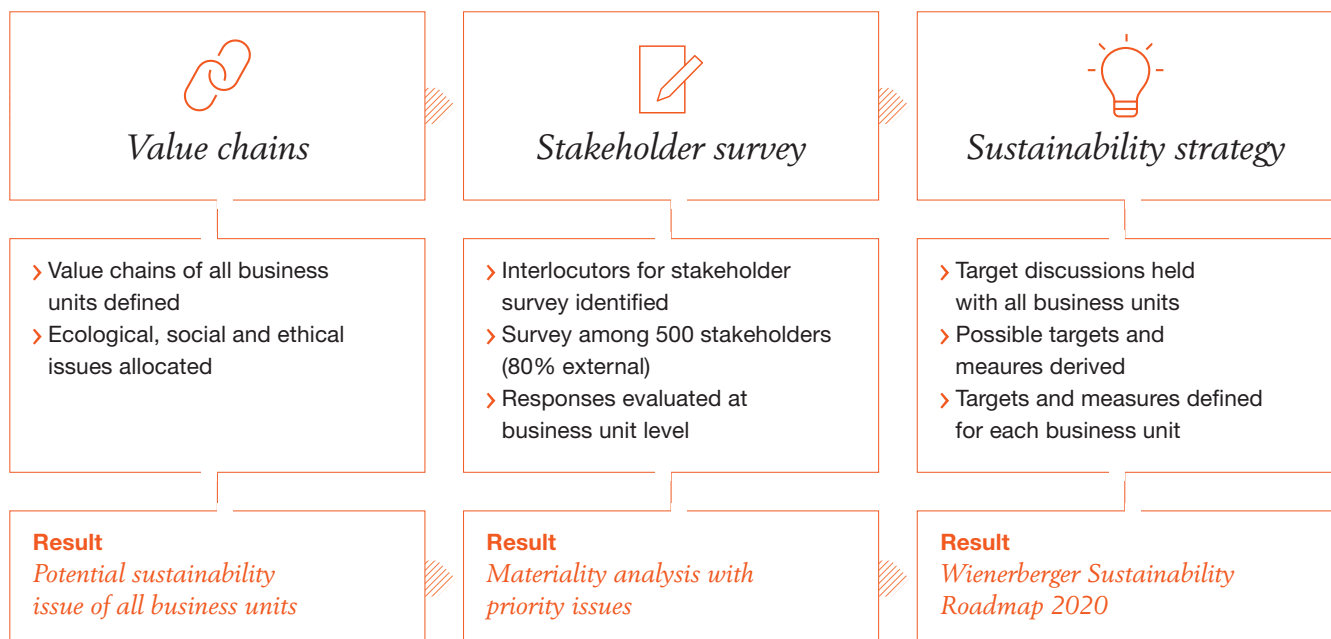 Value chains
Value chains of all business
units defined
Ecological, social and ethical
issues allocated
Result
Potential sustainability
issue of all business units
Stakeholder survey
Interlocutors for stakeholder
survey identified
Survey among 500 stakeholders
(80% external)
Responses evaluated at
business unit level
Result
Materiality analysis with
priority issues
Sustainability strategy
Target discussions held
with all business units
Possible targets and
meaures derived
Targets and measures defined
for each business unit
Result
Wienerberger Sustainability
Roadmap 2020